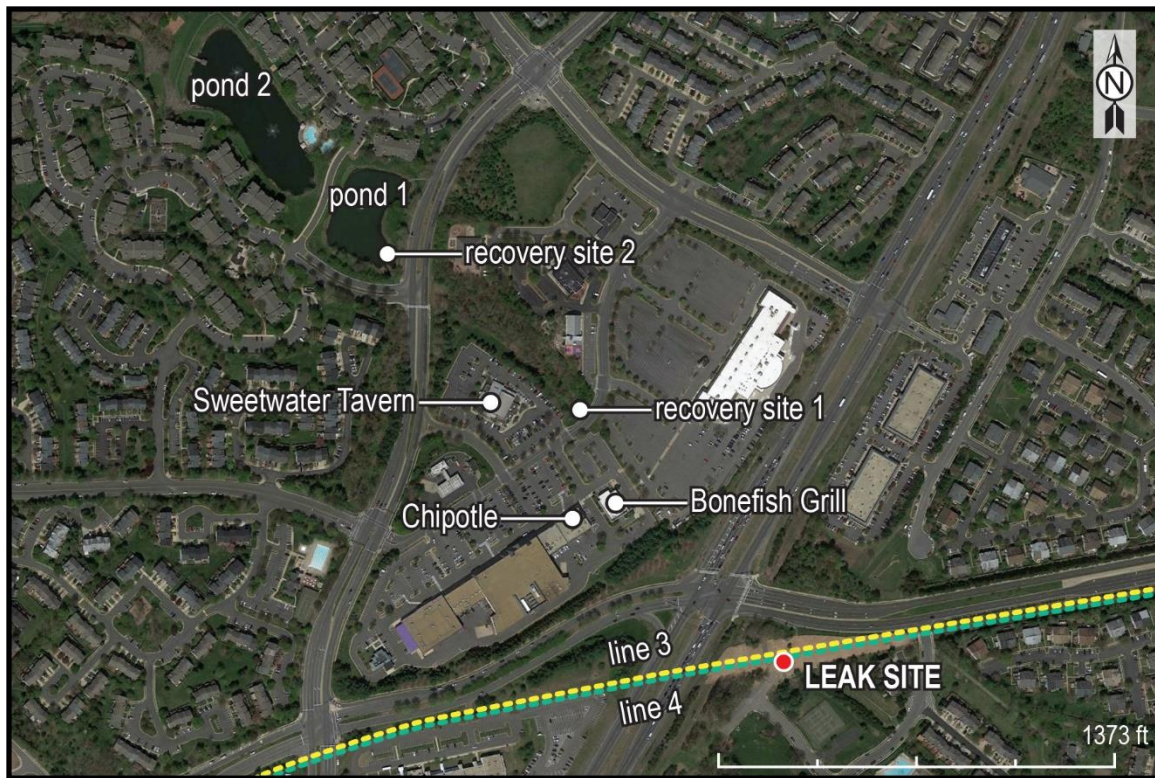 pond 2
N
pond 1
recovery site 2
Sweetwater Tavern
recovery site 1
Chipotle
Bonefish Grill
line 3
line 4
LEAK SITE
1373 ft